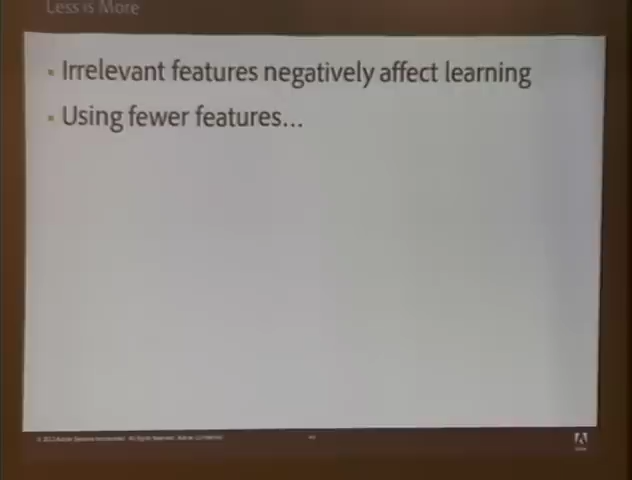 Less is More
Irrelevant features negatively affect learning
Using fewer features...